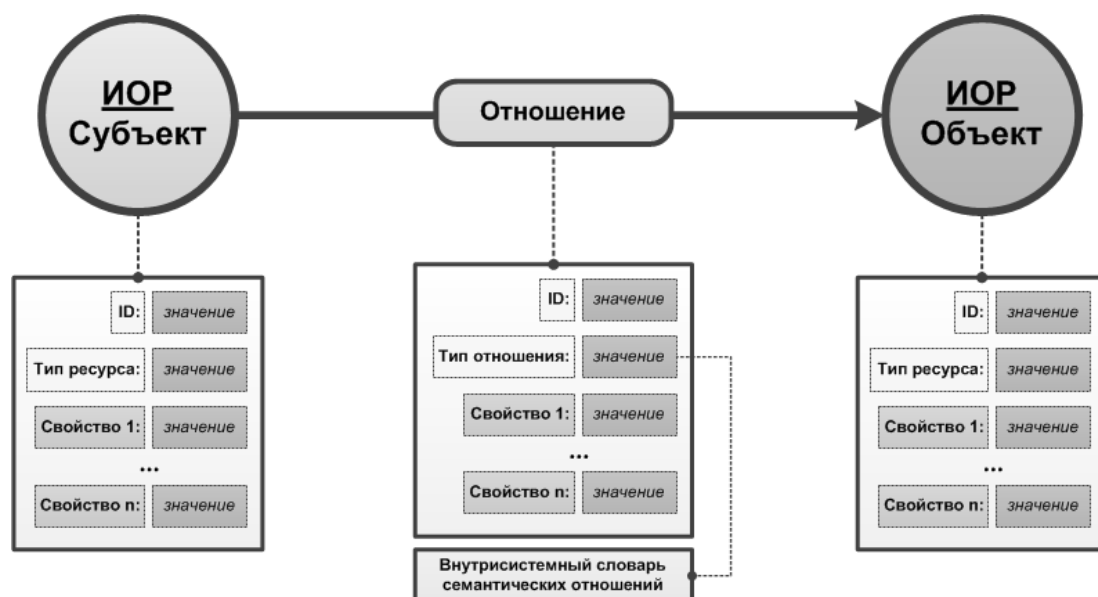 ИОР
Субъект
Отношение
ИОР
Объект
ID: значение
Тип ресурса: значение
Свойство 1: значение
...
Свойство n: значение
ID: значение
Тип отношения: значение
Свойство 1: значение
...
Свойство n: значение
Внутрисистемный словарь
семантических отношений
ID: значение
Тип ресурса: значение
Свойство 1: значение
...
Свойство n: значение